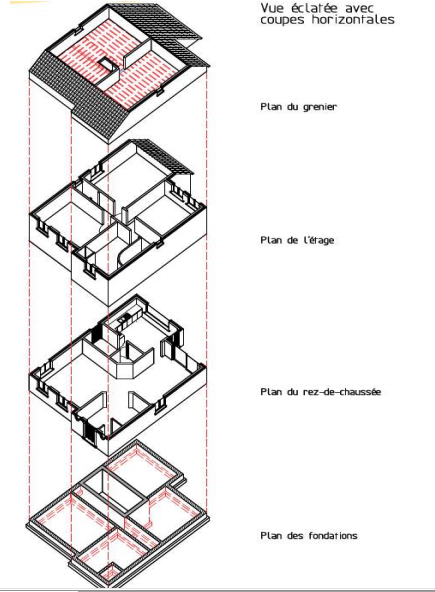 Vue éclatée avec
coupes horizontales
Plan du grenier
Plan de l'étage
Plan du rez-de-chaussée
Plan des fondations